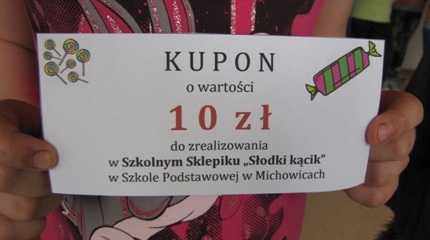 KUPON
o wartości
10 zł
do zrealizowania
w Szkolnym Sklepiku „Słodki kącik"
w Szkole Podstawowej w Michowicach